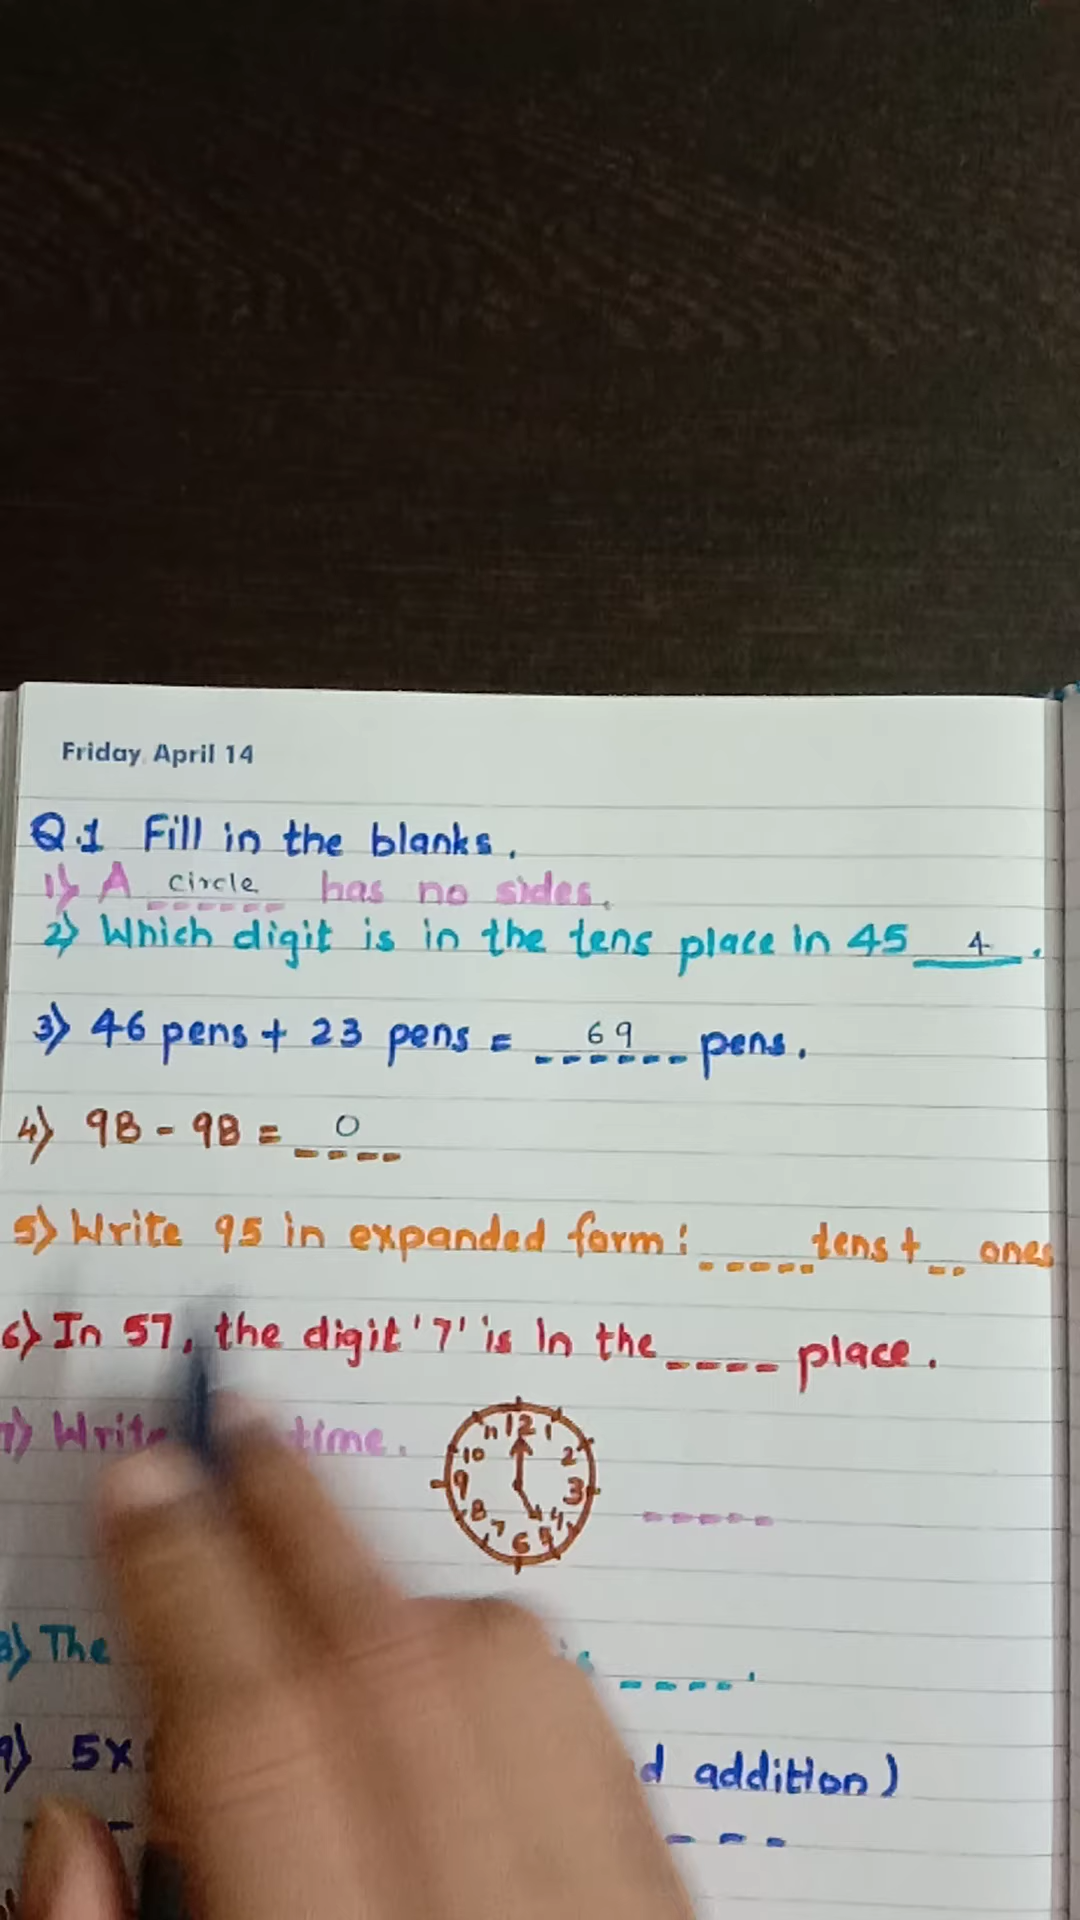 Friday, April 14
Q.1 Fill in the blanks.
1) A circle has no sides.
2) Which digit is in the tens place in 45 4.
3) 46 pens + 23 pens = 69 pens.
4) 98 - 98 = 0
5) Write 95 in expanded form: tens + ones
6) In 57, the digit '7' is in the place.
7) Write time.
12 1 2 3 4 5 6 7 8 9 10 11
8) The is .
9) 5x addition)